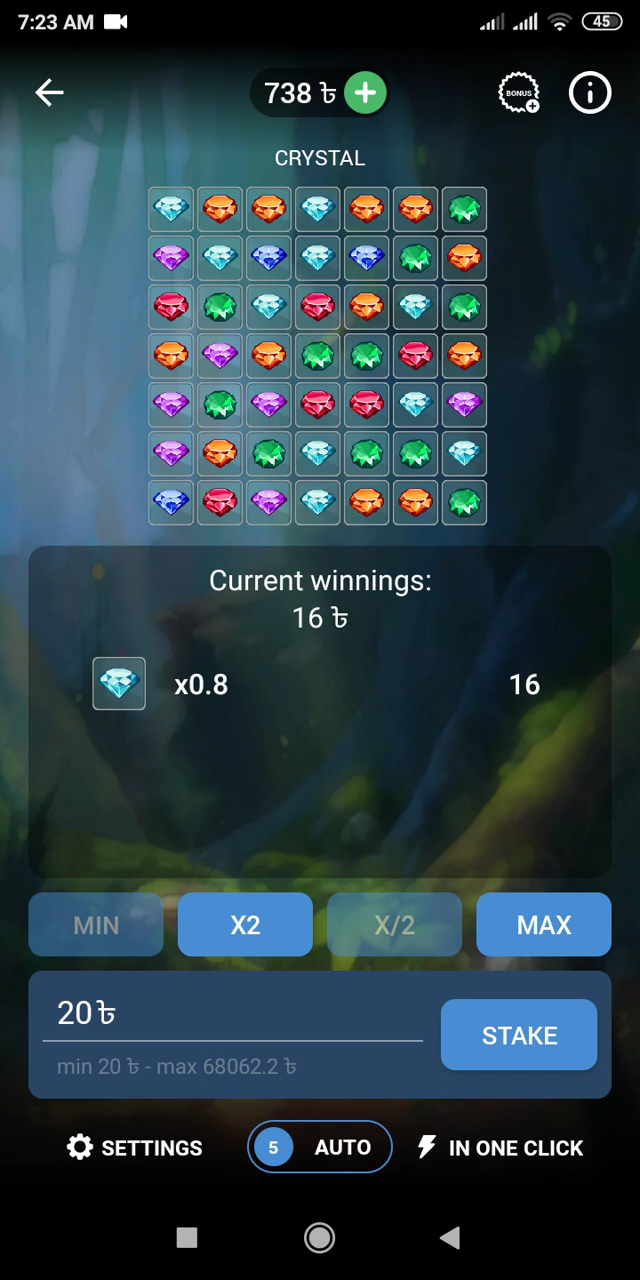 7:23 AM 45
738 ৳ BONUS
CRYSTAL
Current winnings:
16 ৳
x0.8 16
MIN X2 X/2 MAX
20 ৳
STAKE
min 20 ৳ - max 68062.2 ৳
SETTINGS 5 AUTO IN ONE CLICK